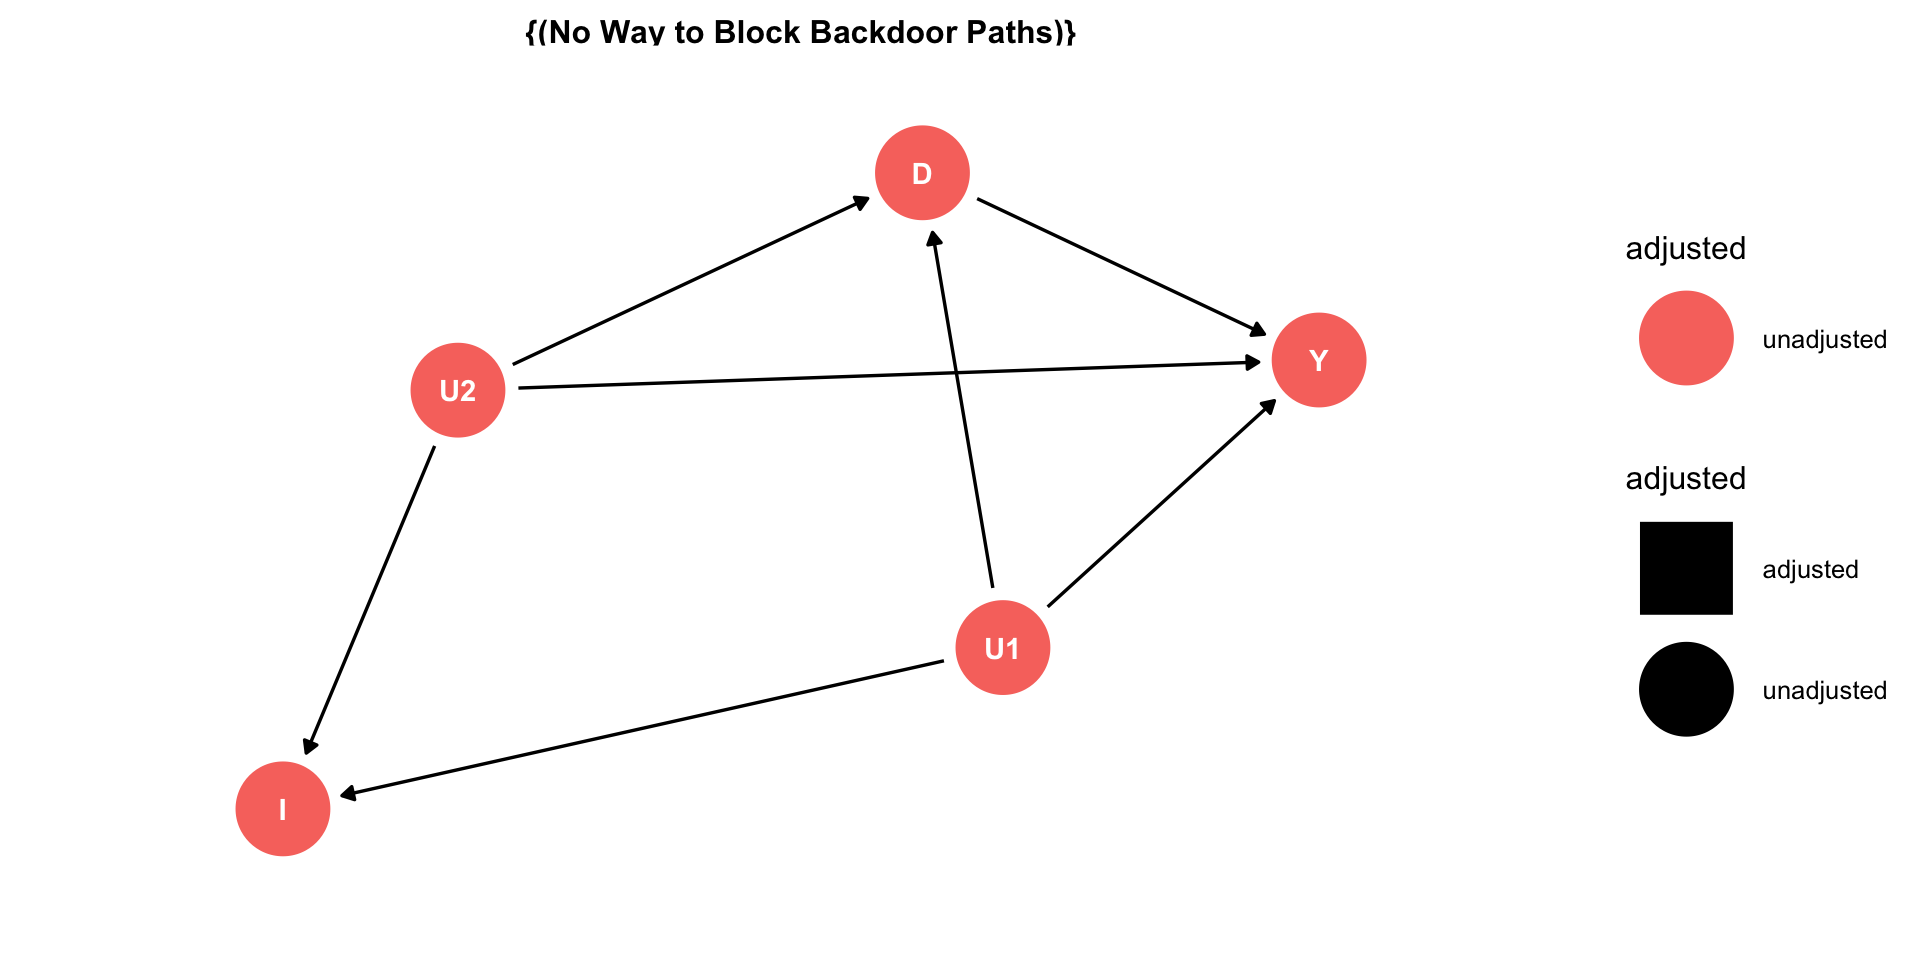 {(No Way to Block Backdoor Paths)}
D
Y
U2
U1
I
adjusted
unadjusted
adjusted
adjusted
unadjusted